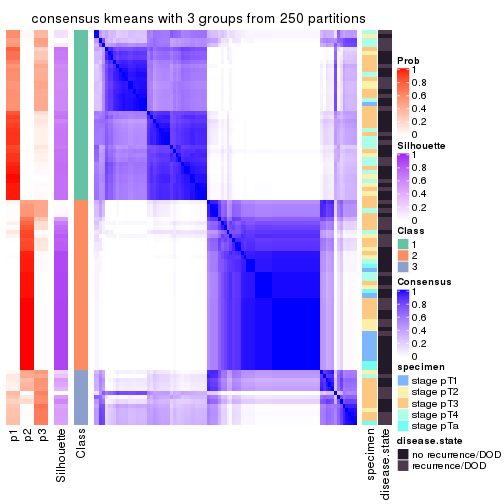 consensus kmeans with 3 groups from 250 partitions
Prob
1
0.8
0.6
0.4
0.2
0
Silhouette
1
0.8
0.6
0.4
0.2
0
Class
1
2
3
Consensus
1
0.8
0.6
0.4
0.2
0
specimen
stage pT1
stage pT2
stage pT3
stage pT4
stage pTa
disease.state
no recurrence/DOD
recurrence/DOD
p1
p2
p3
Silhouette
Class
specimen
disease.state